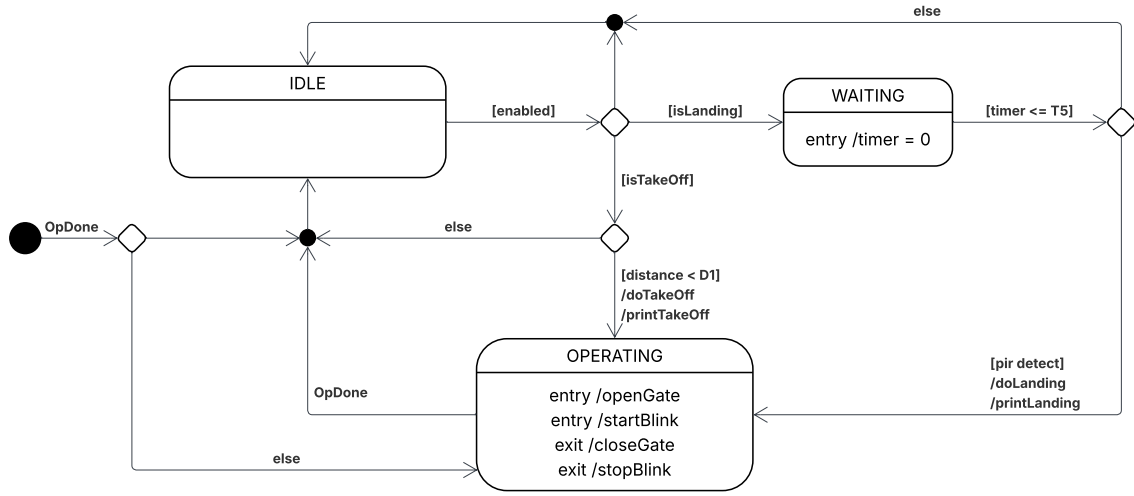 else
IDLE
[enabled]
[isLanding]
WAITING
entry /timer = 0
[timer <= T5]
[isTakeOff]
OpDone
else
[distance < D1]
/doTakeOff
/printTakeOff
OPERATING
entry /openGate
entry /startBlink
exit /closeGate
exit /stopBlink
OpDone
[pir detect]
/doLanding
/printLanding
else